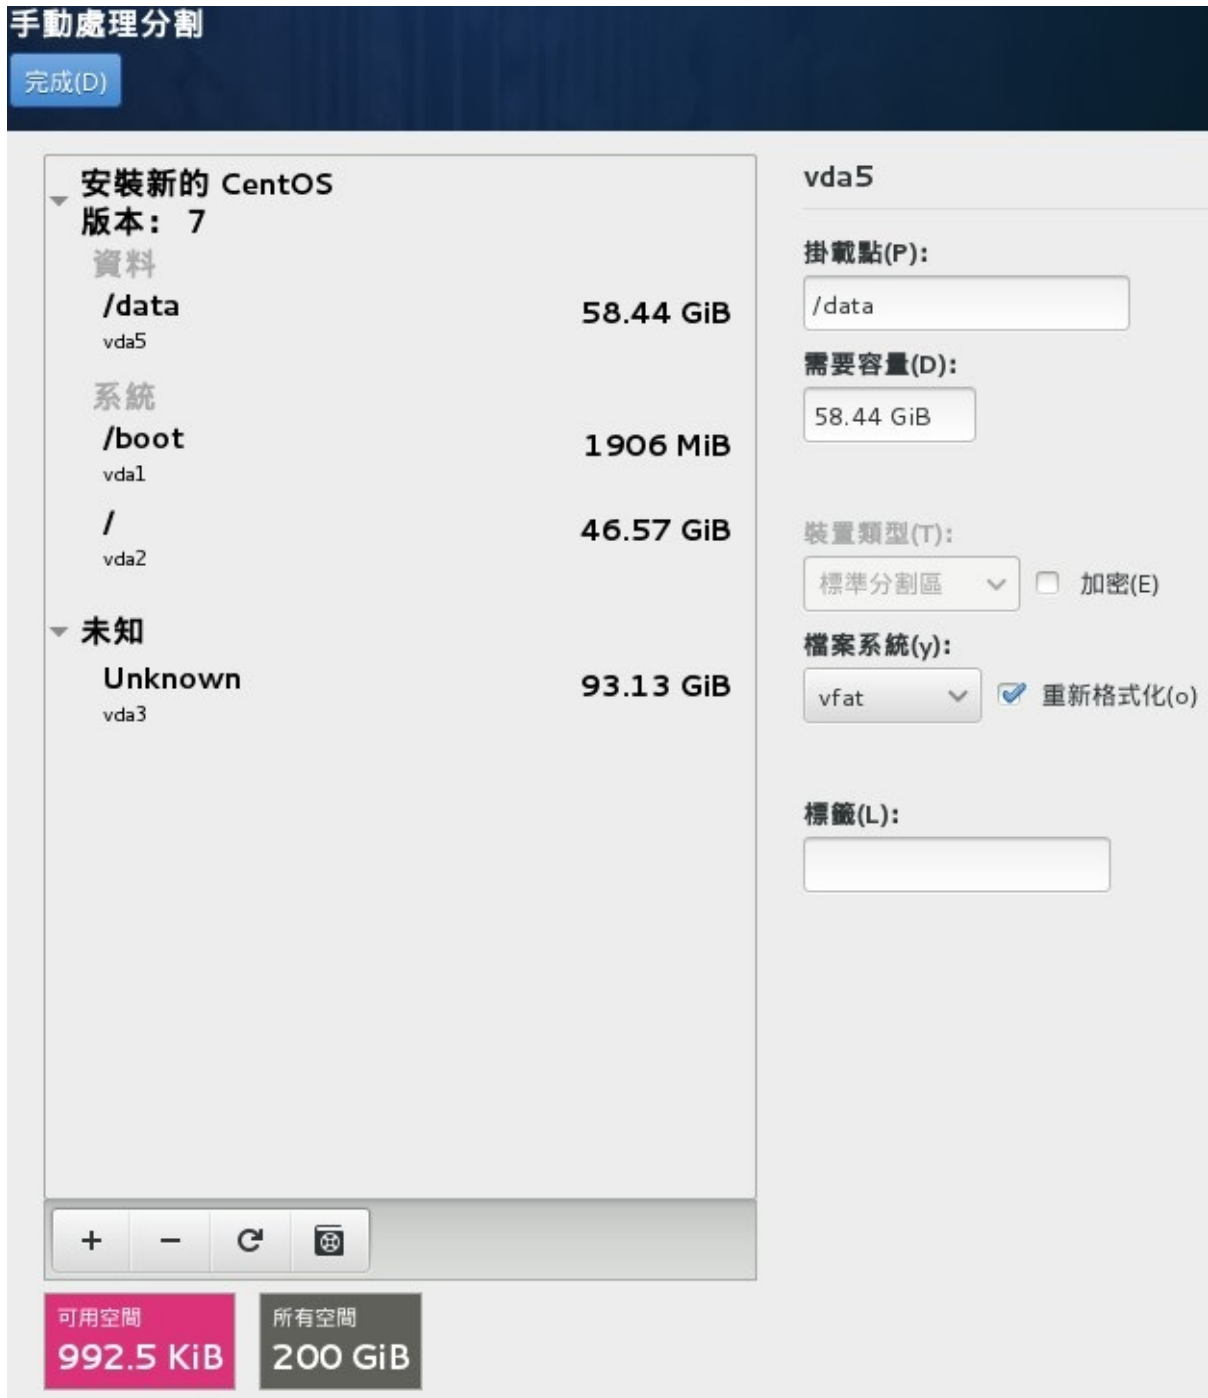 手動處理分割
完成(D)
安裝新的 CentOS
版本： 7
資料
/data
58.44 GiB
vda5
系統
/boot
1906 MiB
vda1
/
46.57 GiB
vda2
未知
Unknown
93.13 GiB
vda3
+ −
可用空間
992.5 KiB
所有空間
200 GiB
vda5
掛載點(P)：
/data
需要容量(D)：
58.44 GiB
裝置類型(T)：
標準分割區
加密(E)
檔案系統(y)：
vfat
重新格式化(o)
標籤(L)：